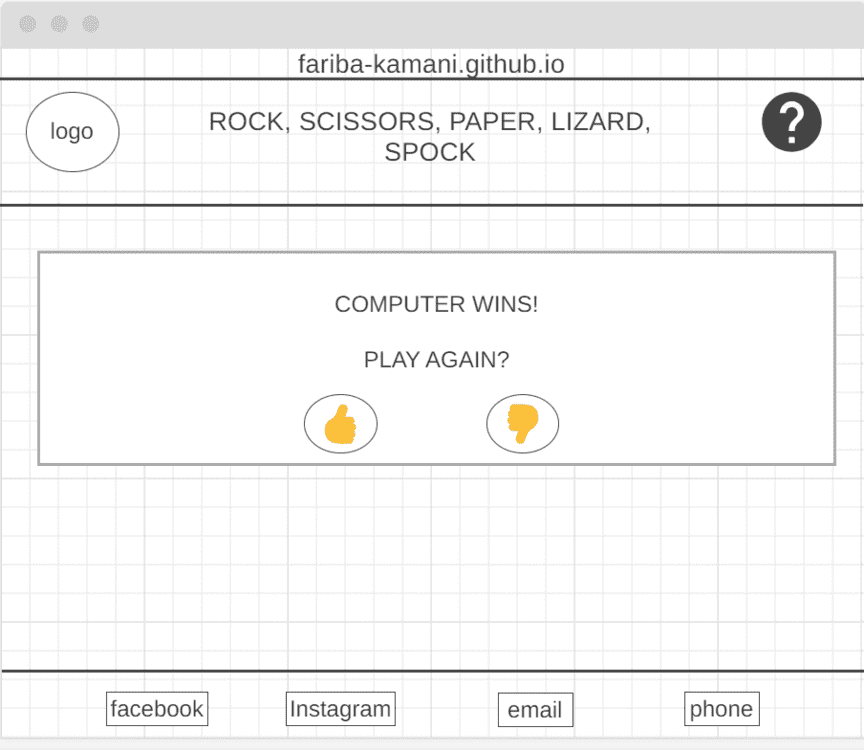 fariba-kamani.github.io
logo
ROCK, SCISSORS, PAPER, LIZARD,
SPOCK
?
COMPUTER WINS!
PLAY AGAIN?
facebook
Instagram
email
phone